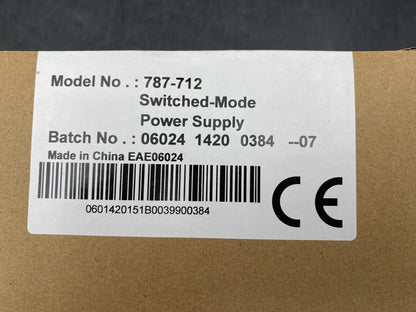 Model No . : 787-712
Switched-Mode
Power Supply
Batch No . : 06024 1420 0384 --07
Made in China EAE06024
CE
0601420151B0039900384